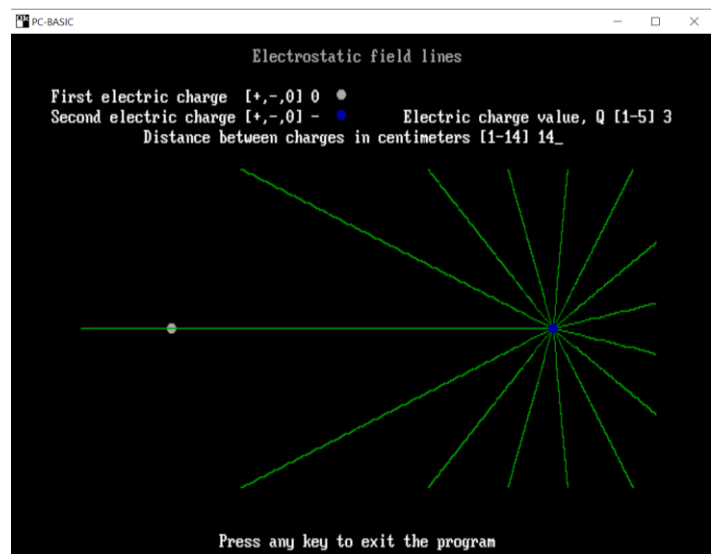 PC-BASIC
Electrostatic field lines
First electric charge [+,-,0] 0
Second electric charge [+,-,0] - Electric charge value, Q [1-5] 3
Distance between charges in centimeters [1-14] 14_
Press any key to exit the program